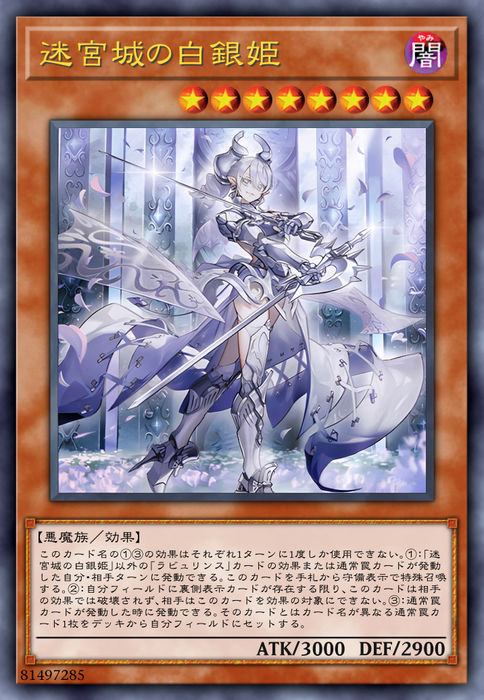 迷宮城の白銀姫
やみ
闇
【悪魔族／効果】
このカード名の①③の効果はそれぞれ1ターンに1度しか使用できない。①：「迷
宮城の白銀姫」以外の「ラビュリンス」カードの効果または通常罠カードが発動
した自分・相手ターンに発動できる。このカードを手札から守備表示で特殊召喚
する。②：自分フィールドに裏側表示カードが存在する限り、このカードは相手
の効果では破壊されず、相手はこのカードを効果の対象にできない。③：通常罠
カードが発動した時に発動できる。そのカードとはカード名が異なる通常罠カー
ド1枚をデッキから自分フィールドにセットする。
ATK/3000 DEF/2900
81497285